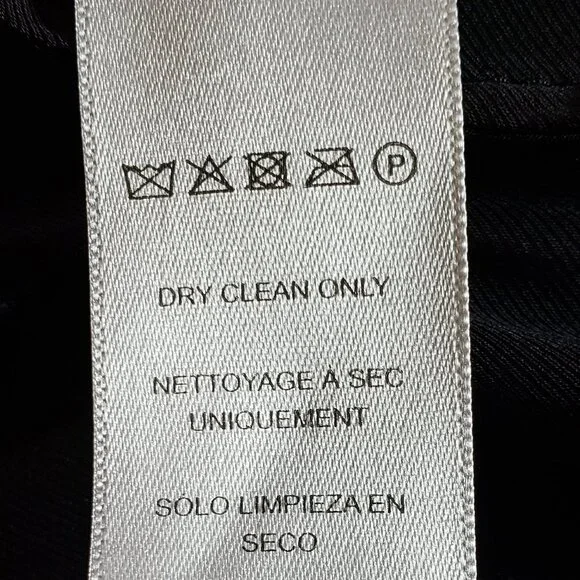 P
DRY CLEAN ONLY
NETTOYAGE A SEC
UNIQUEMENT
SOLO LIMPIEZA EN
SECO